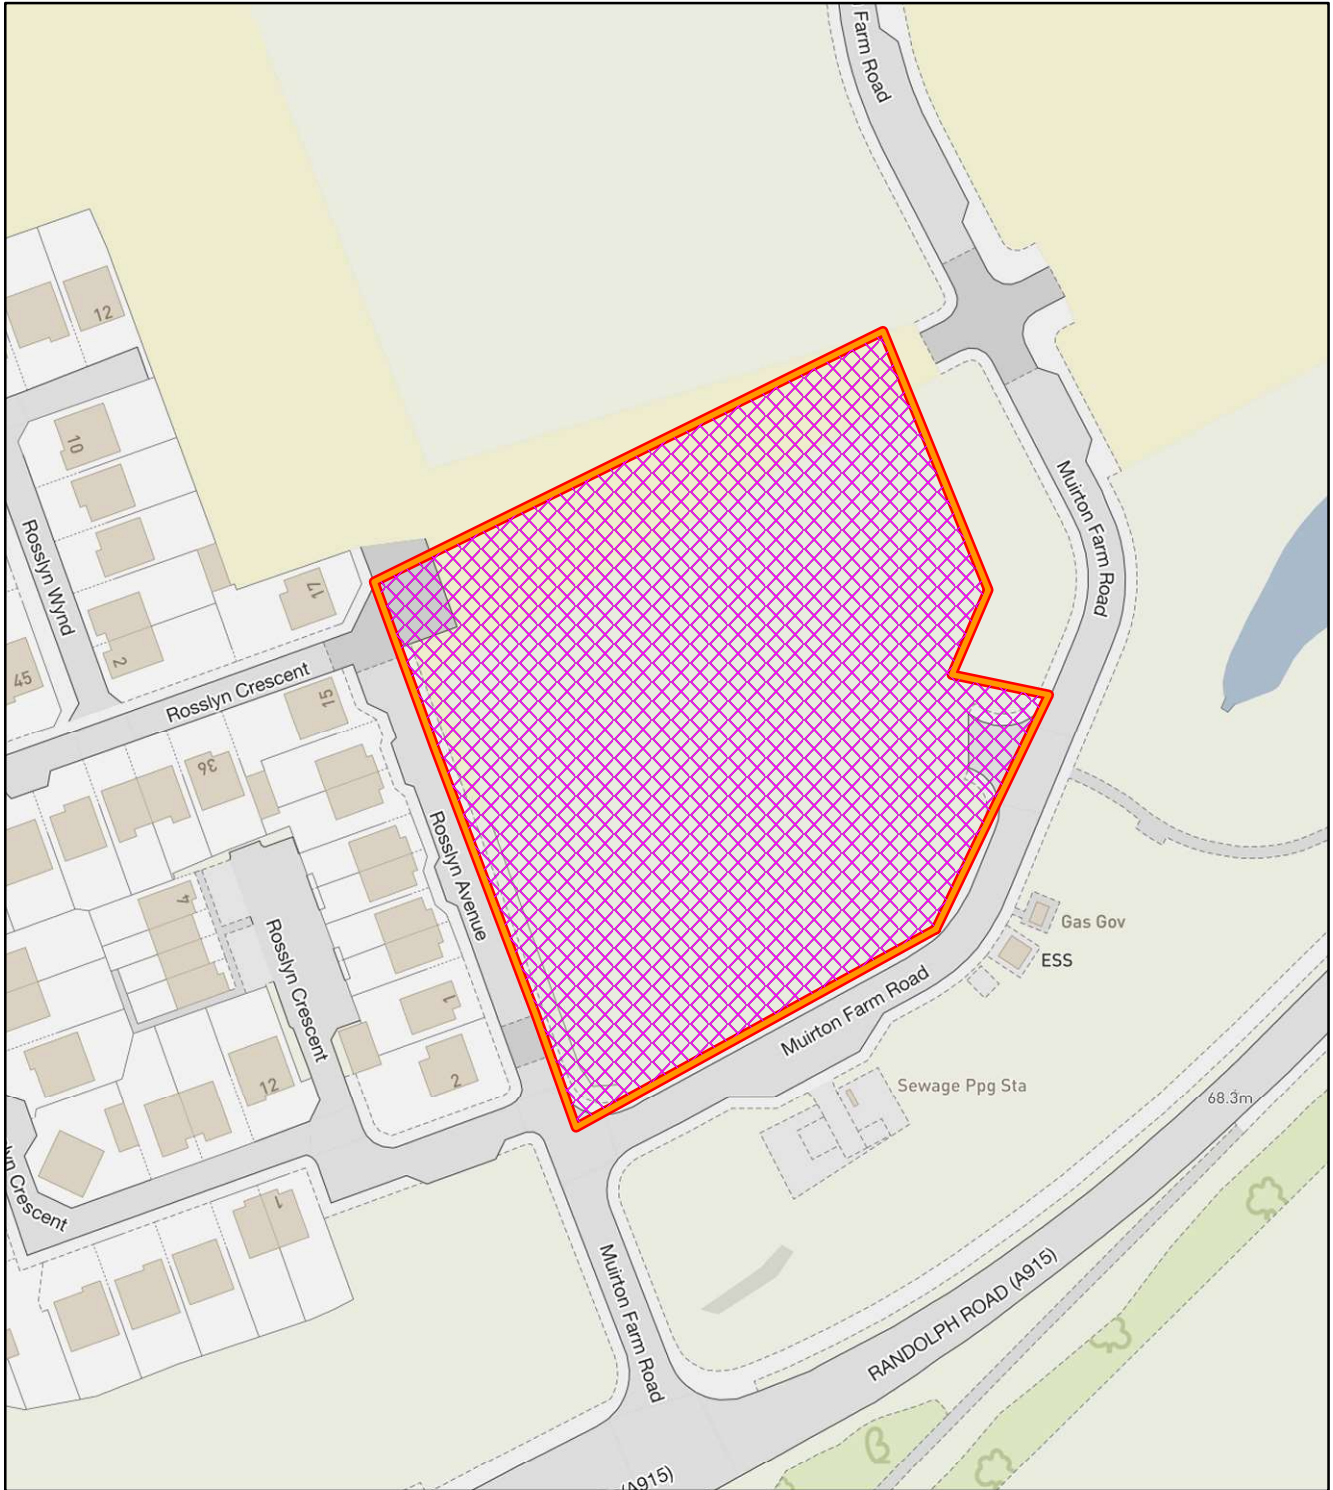 Farm Road
12
10
Muirton Farm Road
Rosslyn Wynd
17
2
45
Rosslyn Crescent
15
36
Rosslyn Avenue
4
Gas Gov
Rosslyn Crescent
ESS
1
Muirton Farm Road
12
2
Sewage Ppg Sta
68.3m
lyn Crescent
1
Muirton Farm Road
RANDOLPH ROAD (A915)
(A915)